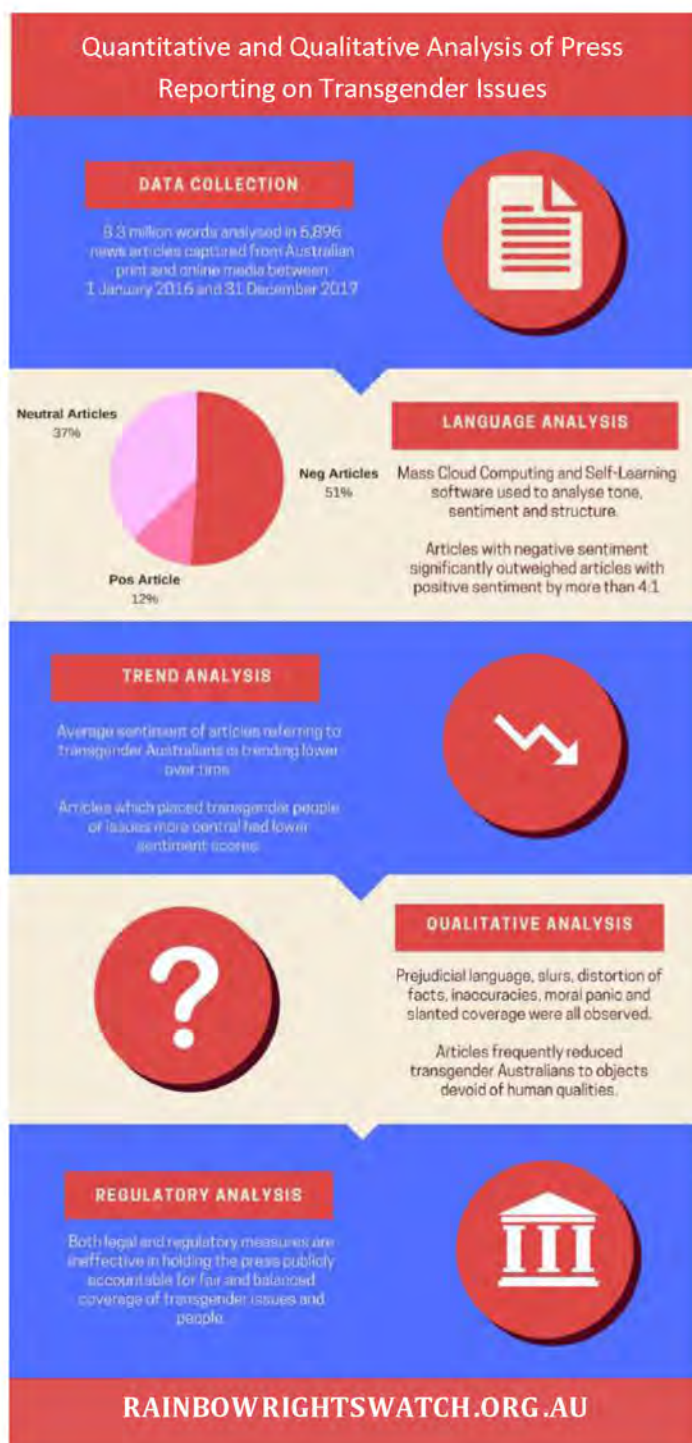 Quantitative and Qualitative Analysis of Press
Reporting on Transgender Issues
DATA COLLECTION
8.3 million words analysed in 5,896
news articles captured from Australian
print and online media between
1 January 2016 and 31 December 2017
Neutral Articles
37%
Neg Articles
51%
Pos Article
12%
LANGUAGE ANALYSIS
Mass Cloud Computing and Self-Learning
software used to analyse tone,
sentiment and structure.
Articles with negative sentiment
significantly outweighed articles with
positive sentiment by more than 4:1
TREND ANALYSIS
Average sentiment of articles referring to
transgender Australians is trending lower
over time
Articles which placed transgender people
or issues more central had lower
sentiment scores
QUALITATIVE ANALYSIS
Prejudicial language, slurs, distortion of
facts, inaccuracies, moral panic and
slanted coverage were all observed.
Articles frequently reduced
transgender Australians to objects
devoid of human qualities.
REGULATORY ANALYSIS
Both legal and regulatory measures are
ineffective in holding the press publicly
accountable for fair and balanced
coverage of transgender issues and
people.
RAINBOWRIGHTSWATCH.ORG.AU